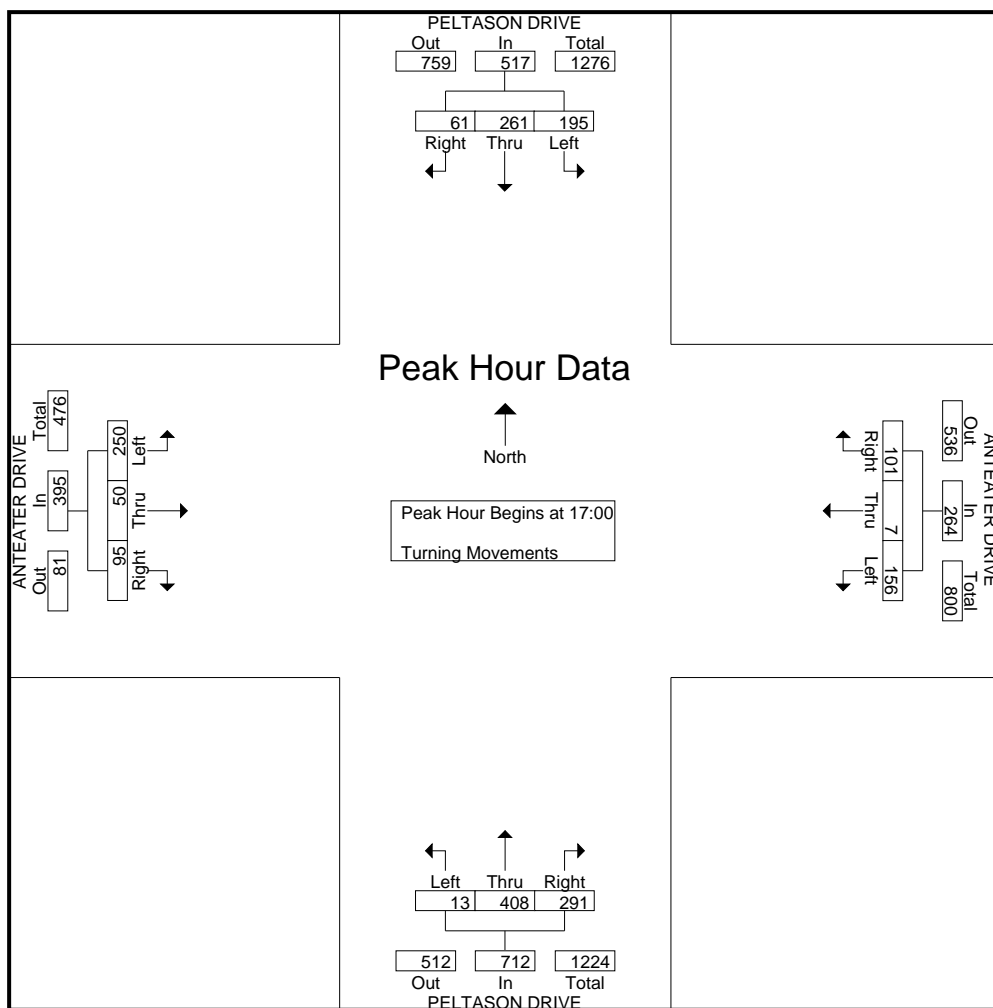 PELTASON DRIVE
Out In Total
759 517 1276
61 261 195
Right Thru Left
Peak Hour Data
North
Peak Hour Begins at 17:00
Turning Movements
ANTEATER DRIVE
Out In Total
81 395 476
95 50 250
Right Thru Left
ANTEATER DRIVE
Out In Total
536 264 800
101 7 156
Right Thru Left
Left Thru Right
13 408 291
512 712 1224
Out In Total
PELTASON DRIVE